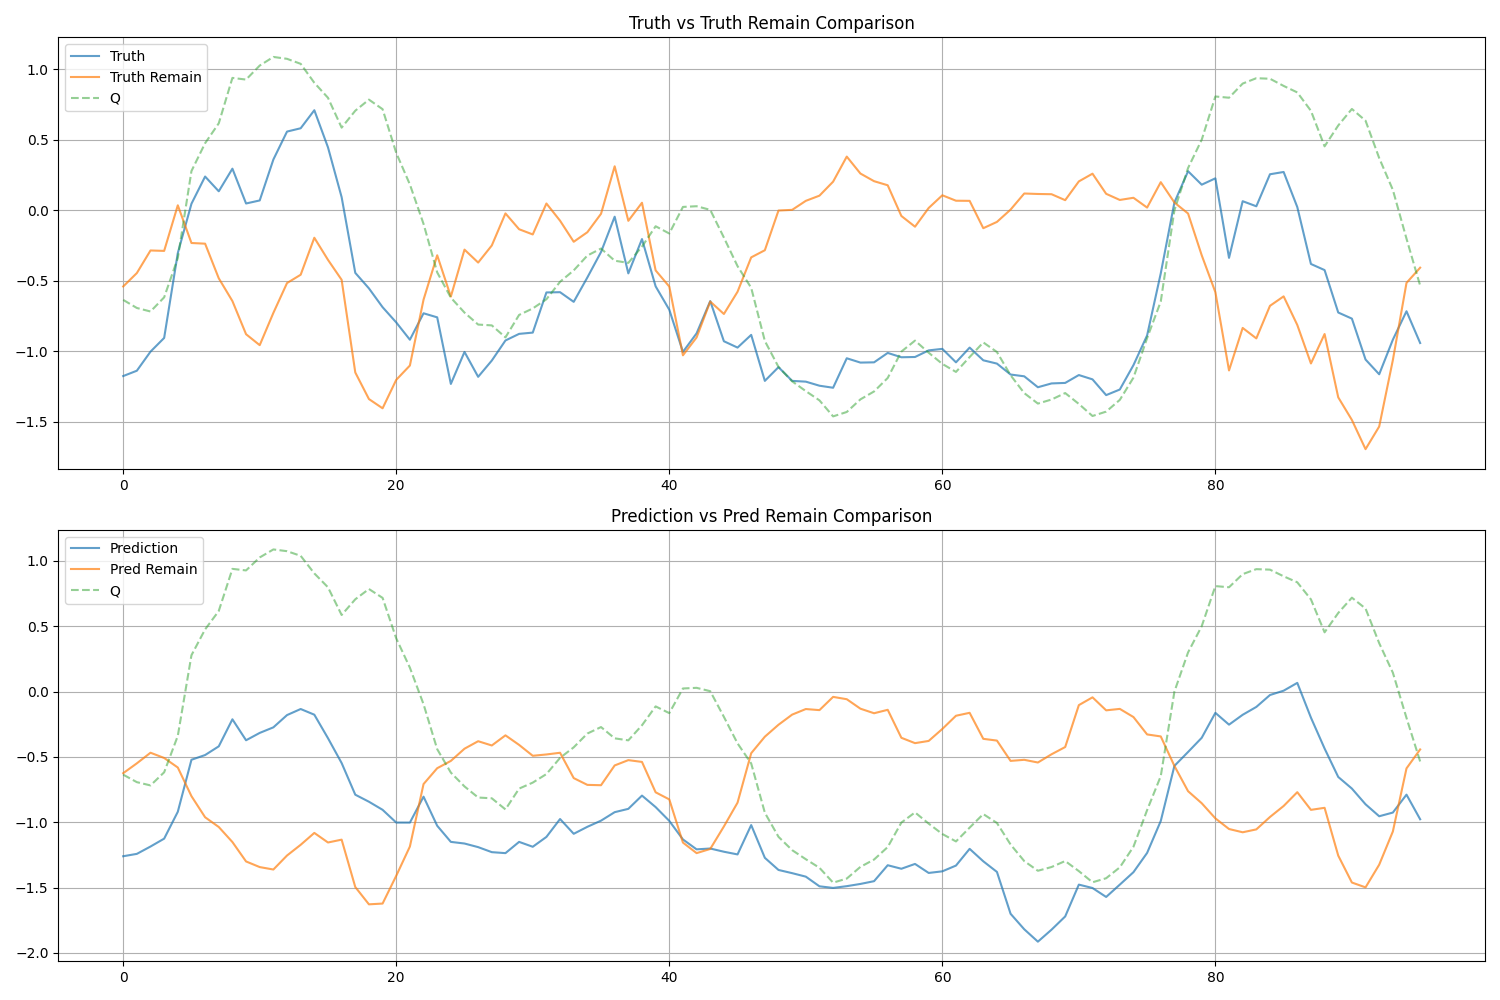 Truth vs Truth Remain Comparison
Truth
Truth Remain
Q
1.0
0.5
0.0
−0.5
−1.0
−1.5
0 20 40 60 80
Prediction vs Pred Remain Comparison
Prediction
Pred Remain
Q
1.0
0.5
0.0
−0.5
−1.0
−1.5
−2.0
0 20 40 60 80